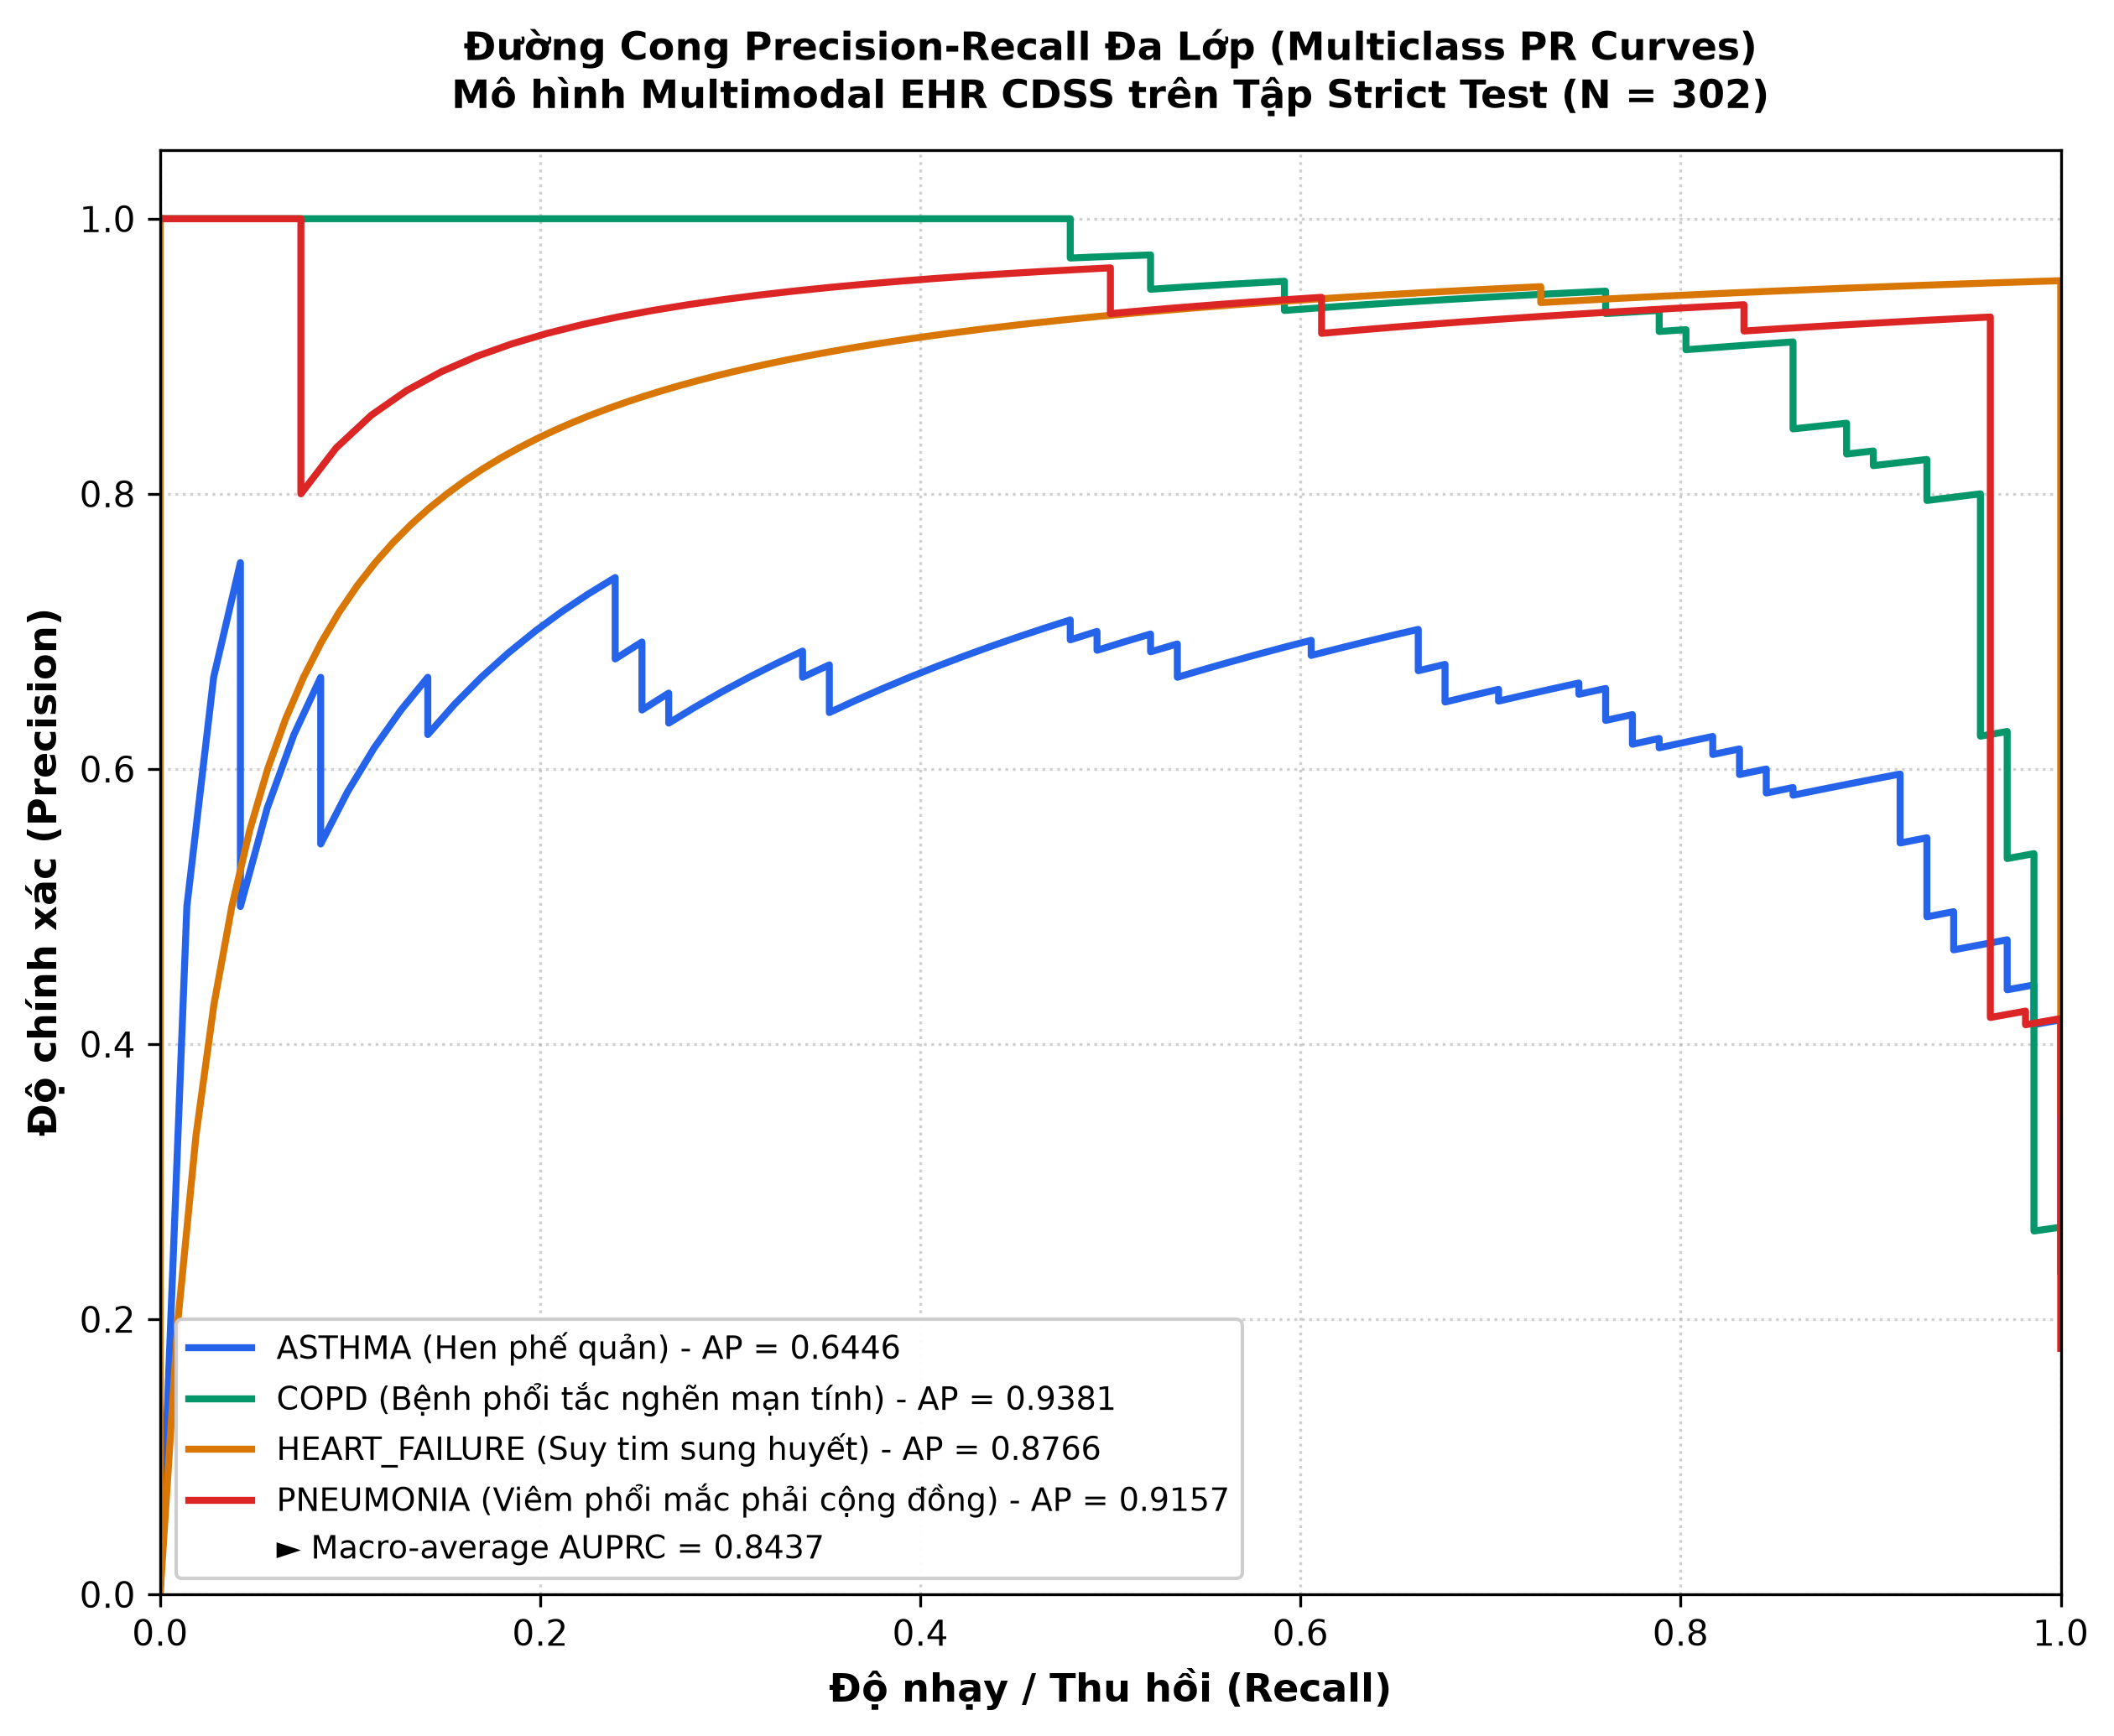 Đường Cong Precision-Recall Đa Lớp (Multiclass PR Curves)
Mô hình Multimodal EHR CDSS trên Tập Strict Test (N = 302)
Độ chính xác (Precision)
1.0
0.8
0.6
0.4
0.2
0.0
ASTHMA (Hen phế quản) - AP = 0.6446
COPD (Bệnh phổi tắc nghẽn mạn tính) - AP = 0.9381
HEART_FAILURE (Suy tim sung huyết) - AP = 0.8766
PNEUMONIA (Viêm phổi mắc phải cộng đồng) - AP = 0.9157
► Macro-average AUPRC = 0.8437
0.0 0.2 0.4 0.6 0.8 1.0
Độ nhạy / Thu hồi (Recall)